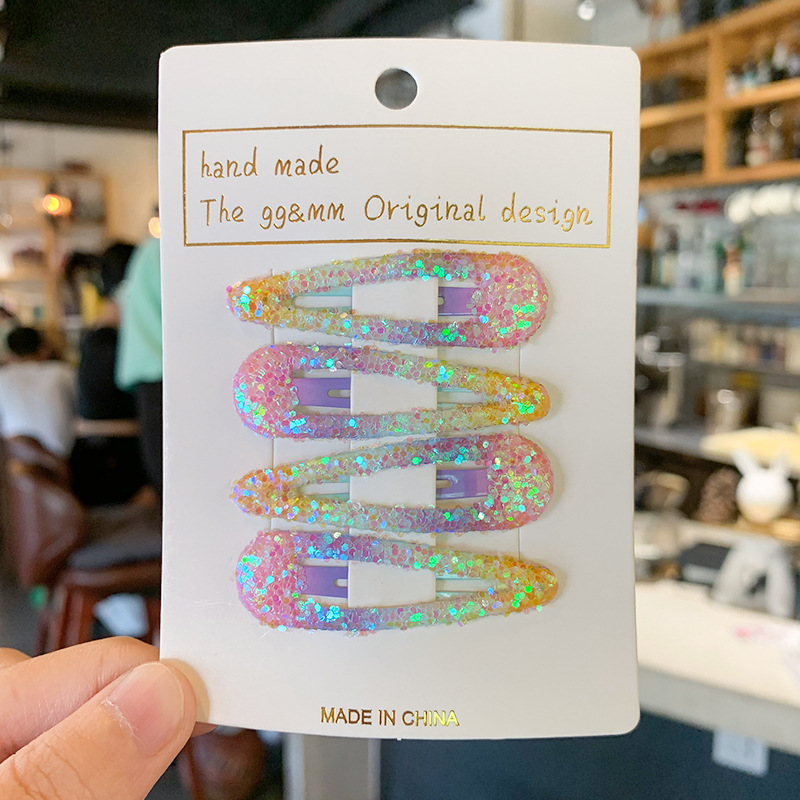 hand made
The gg&mm Original design
MADE IN CHINA